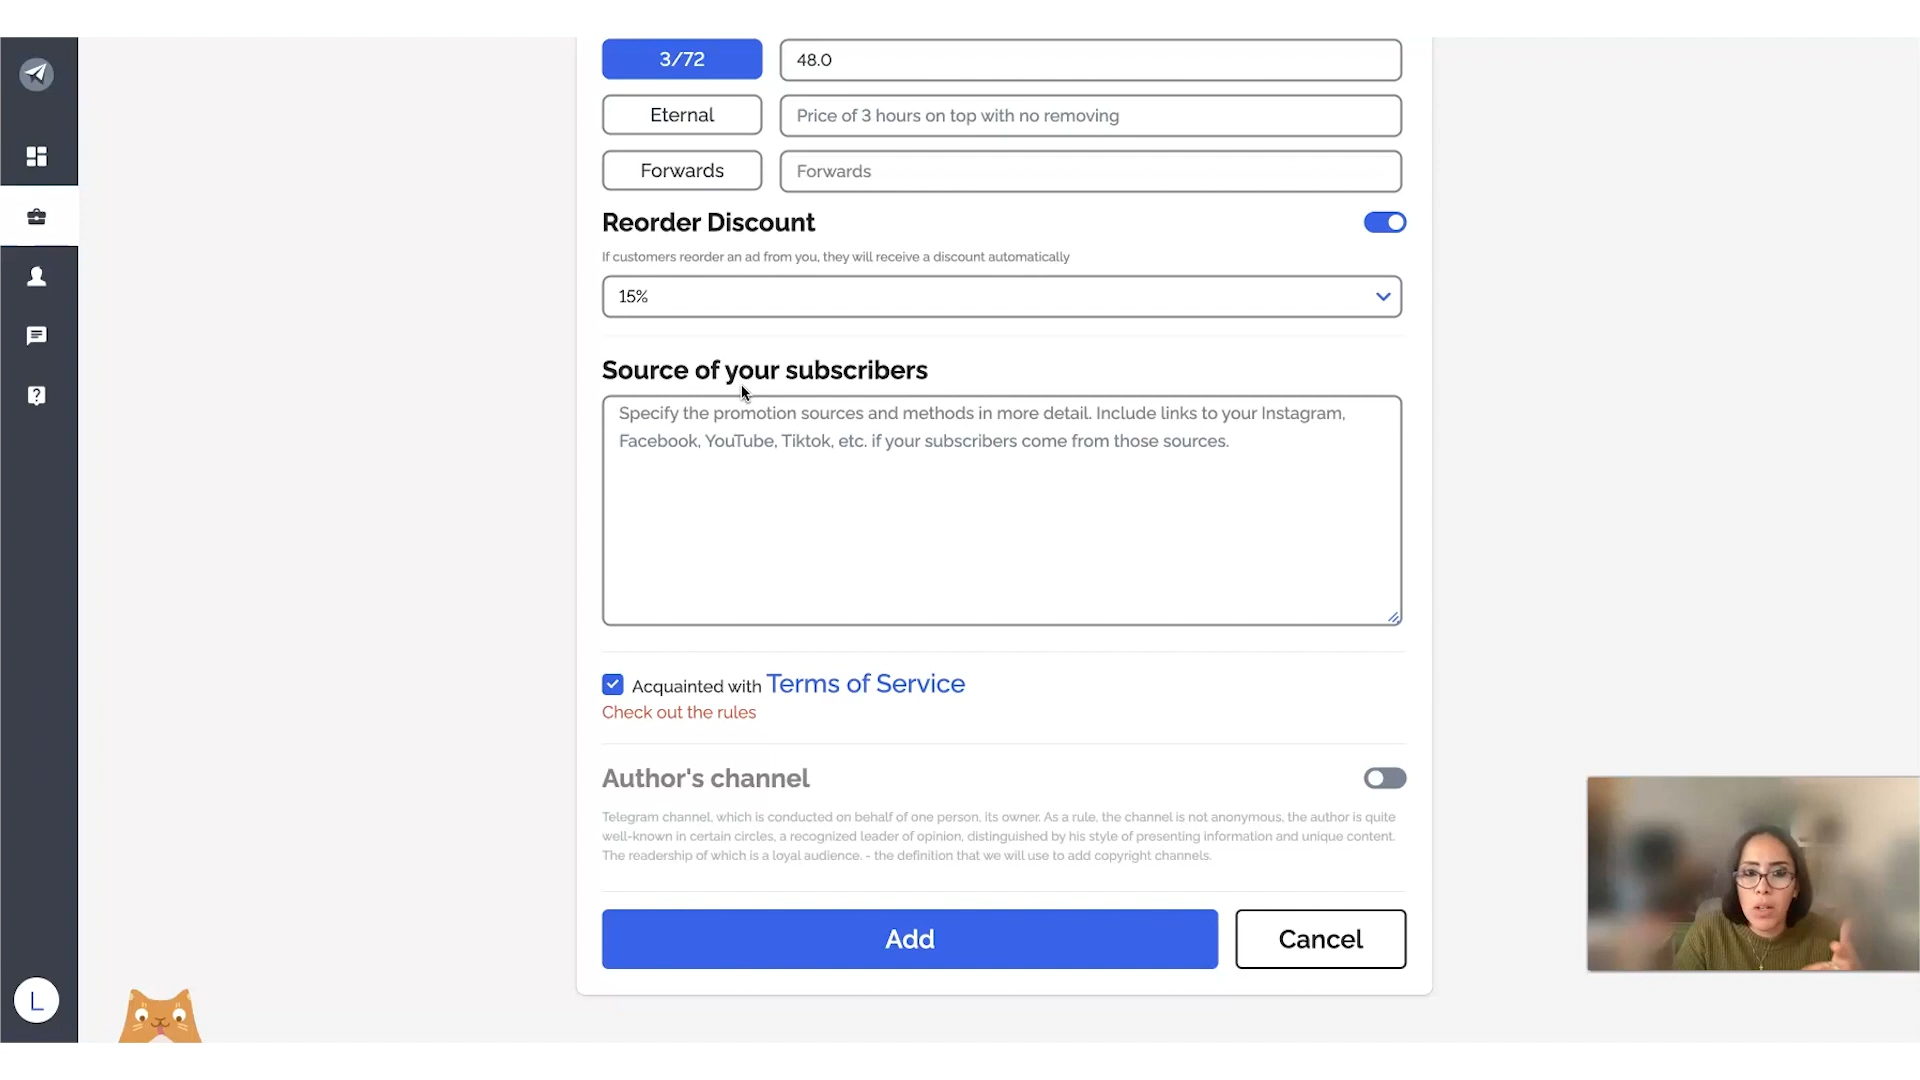 3/72
48.0
Eternal
Price of 3 hours on top with no removing
Forwards
Forwards
Reorder Discount
If customers reorder an ad from you, they will receive a discount automatically
15%
Source of your subscribers
Specify the promotion sources and methods in more detail. Include links to your Instagram,
Facebook, YouTube, Tiktok, etc. if your subscribers come from those sources.
Acquainted with Terms of Service
Check out the rules
Author's channel
Telegram channel, which is conducted on behalf of one person, its owner. As a rule, the channel is not anonymous, the author is quite
well-known in certain circles, a recognized leader of opinion, distinguished by his style of presenting information and unique content.
The readership of which is a loyal audience. - the definition that we will use to add copyright channels.
Add
Cancel
L